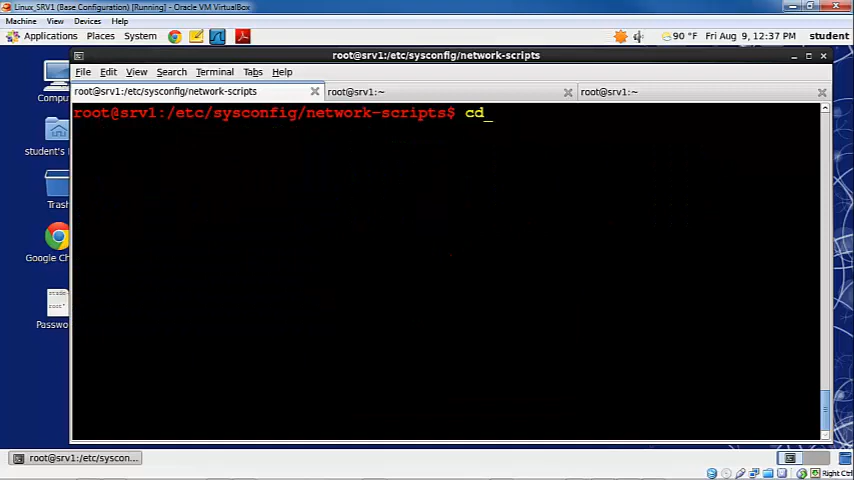 Linux_SRV1 (Base Configuration) [Running] - Oracle VM VirtualBox
Machine View Devices Help
Applications Places System 90 °F Fri Aug 9, 12:37 PM student
root@srv1:/etc/sysconfig/network-scripts
File Edit View Search Terminal Tabs Help
root@srv1:/etc/sysconfig/network-scripts root@srv1:~ root@srv1:~
root@srv1:/etc/sysconfig/network-scripts$ cd_
Compu
student's
Trash
Google Ch
Passwo
root@srv1:/etc/syscon...
Right Ctrl